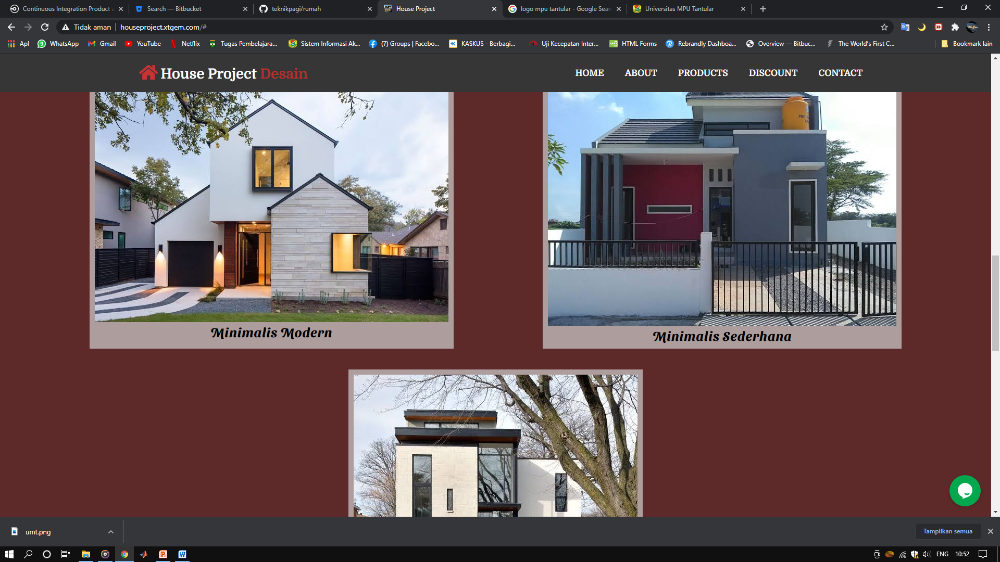 Continuous Integration Product a
Search — Bitbucket
teknikpagi/rumah
House Project
logo mpu tantular - Google Sear
Universitas MPU Tantular
Tidak aman
houseproject.xtgem.com/#
Apl
WhatsApp
Gmail
YouTube
Netflix
Tugas Pembelajara...
Sistem Informasi Ak...
(7) Groups | Facebo...
KASKUS - Berbagi...
Uji Kecepatan Inter...
HTML Forms
Rebrandly Dashboa...
Overview — Bitbuc...
The World's First C...
Bookmark lain
House Project Desain
HOME
ABOUT
PRODUCTS
DISCOUNT
CONTACT
Minimalis Modern
Minimalis Sederhana
umt.png
Tampilkan semua
ENG
10:52